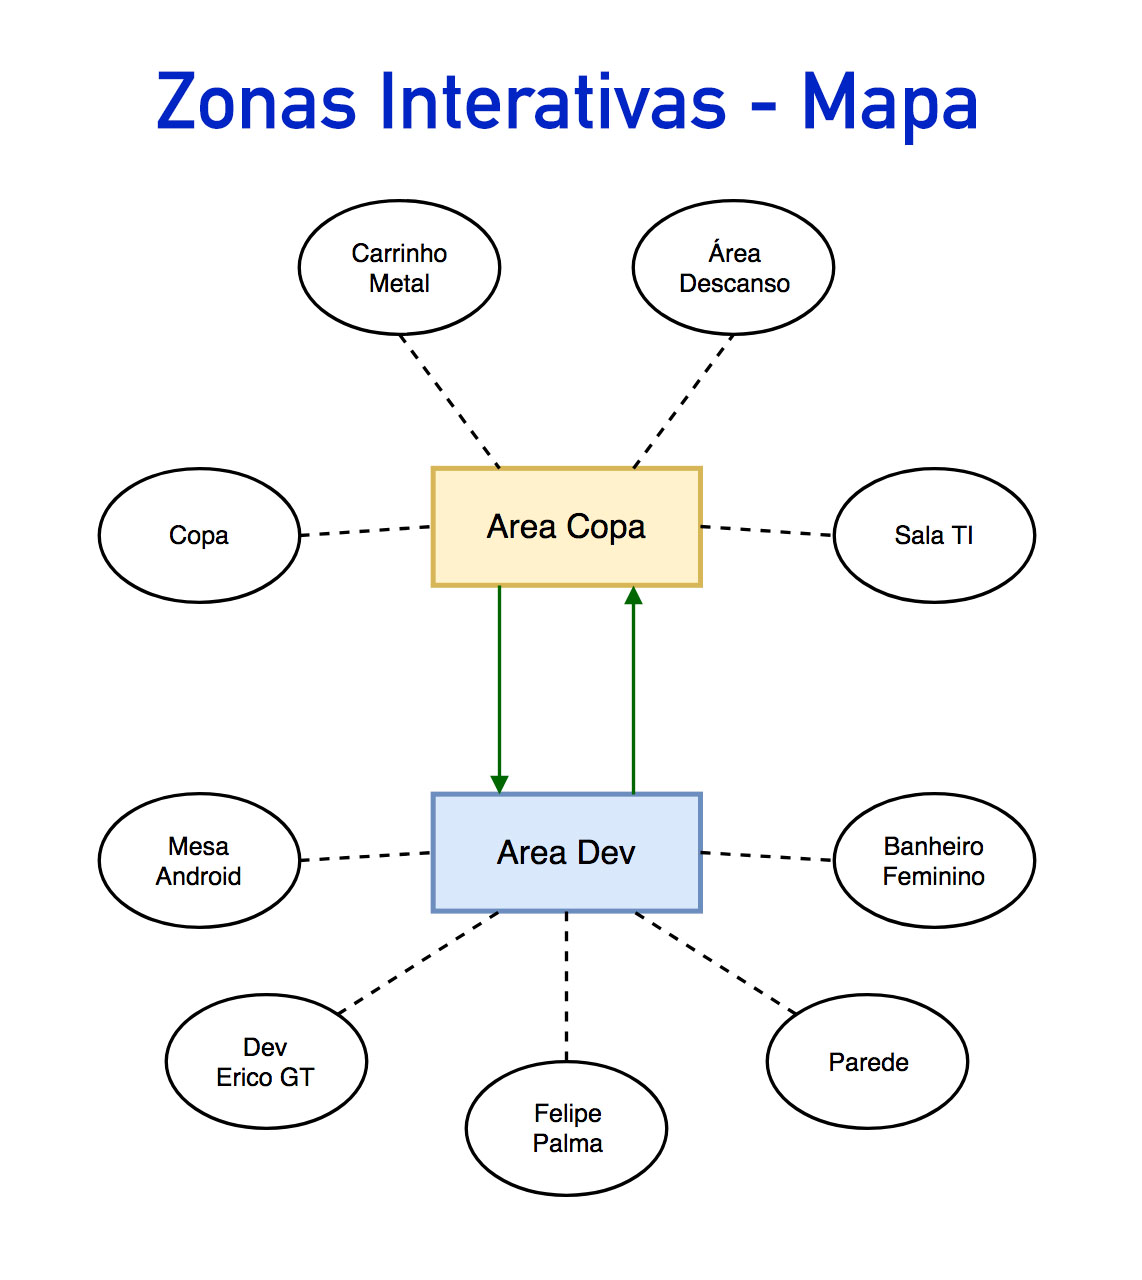 Zonas Interativas - Mapa
Carrinho
Metal
Área
Descanso
Copa
Area Copa
Sala TI
Mesa
Android
Area Dev
Banheiro
Feminino
Dev
Erico GT
Felipe
Palma
Parede